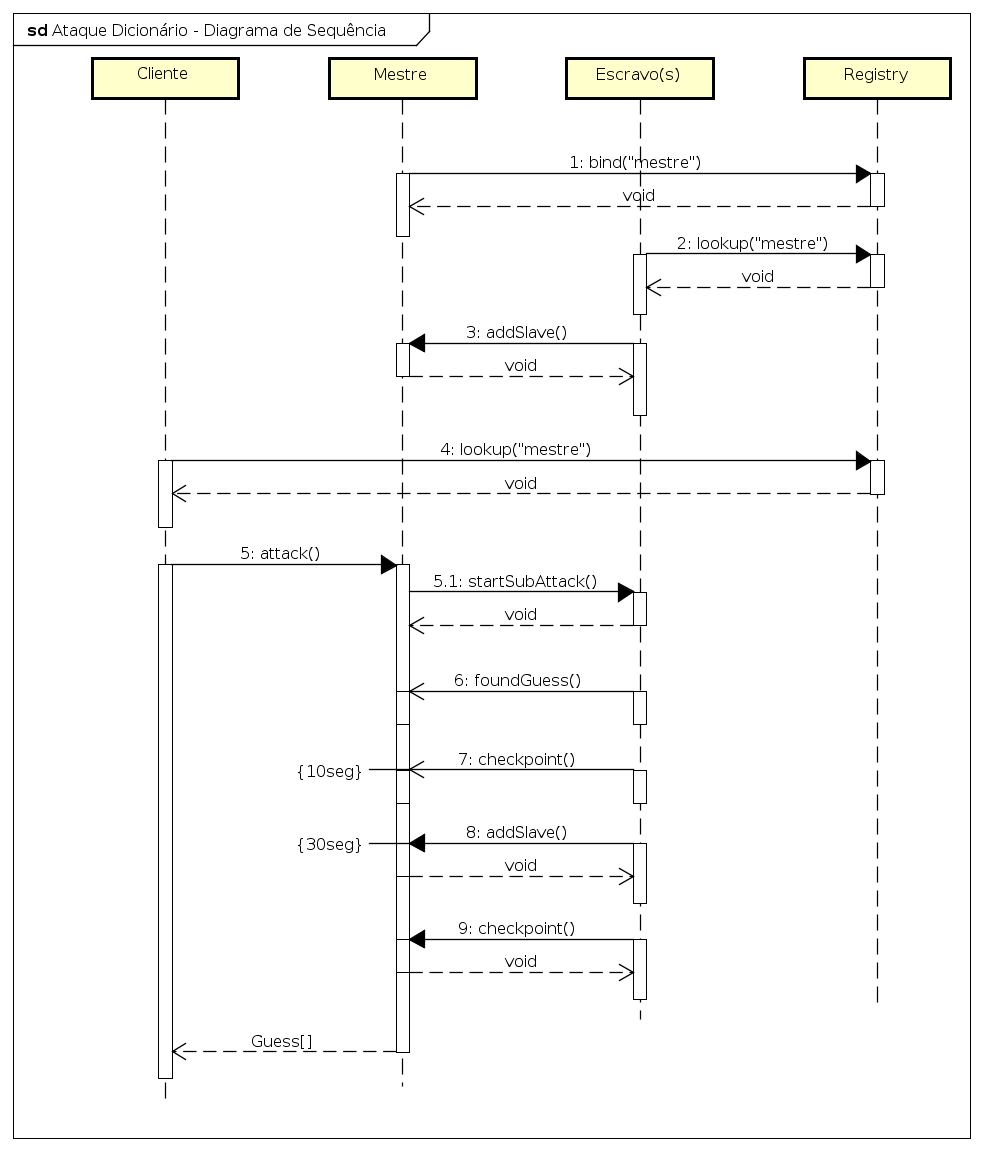 sd Ataque Dicionário - Diagrama de Sequência
Cliente
Mestre
Escravo(s)
Registry
1: bind("mestre")
void
2: lookup("mestre")
void
3: addSlave()
void
4: lookup("mestre")
void
5: attack()
5.1: startSubAttack()
void
6: foundGuess()
7: checkpoint()
{10seg}
8: addSlave()
{30seg}
void
9: checkpoint()
void
Guess[]